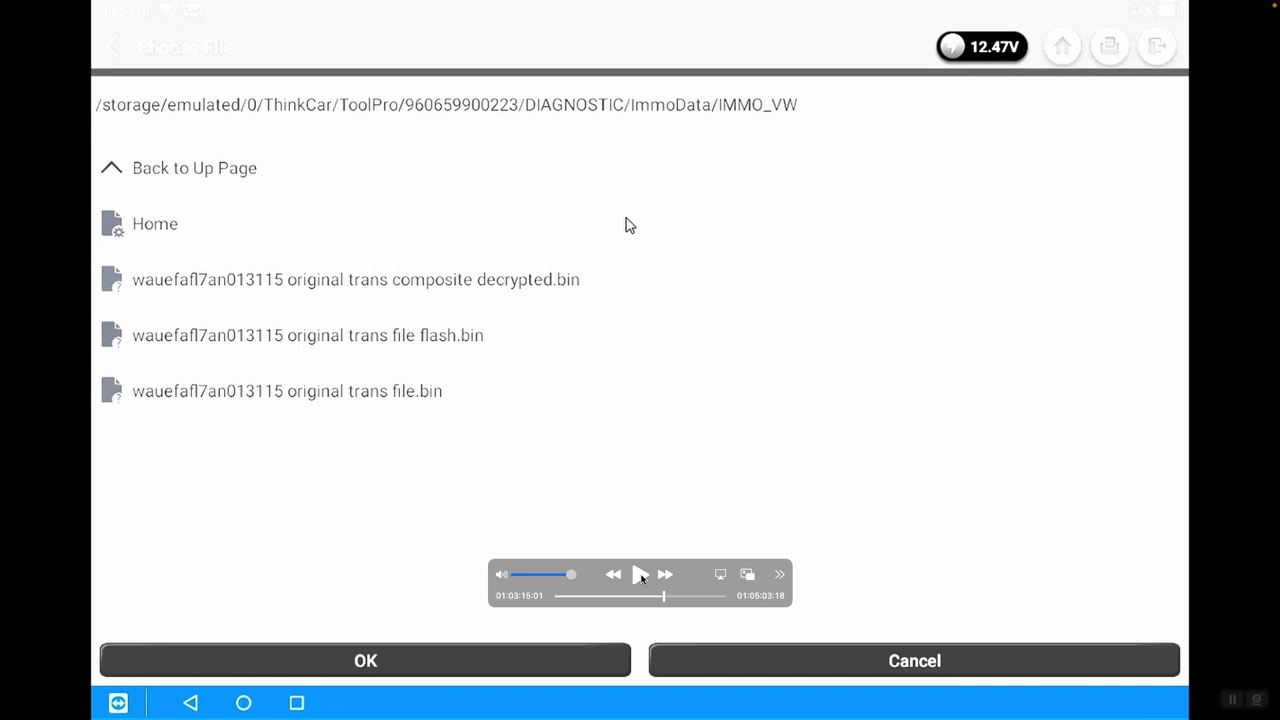 Choose File
12.47V
/storage/emulated/0/ThinkCar/ToolPro/960659900223/DIAGNOSTIC/ImmoData/IMMO_VW
Back to Up Page
Home
wauefafl7an013115 original trans composite decrypted.bin
wauefafl7an013115 original trans file flash.bin
wauefafl7an013115 original trans file.bin
01:03:15:01
01:05:03:18
OK
Cancel